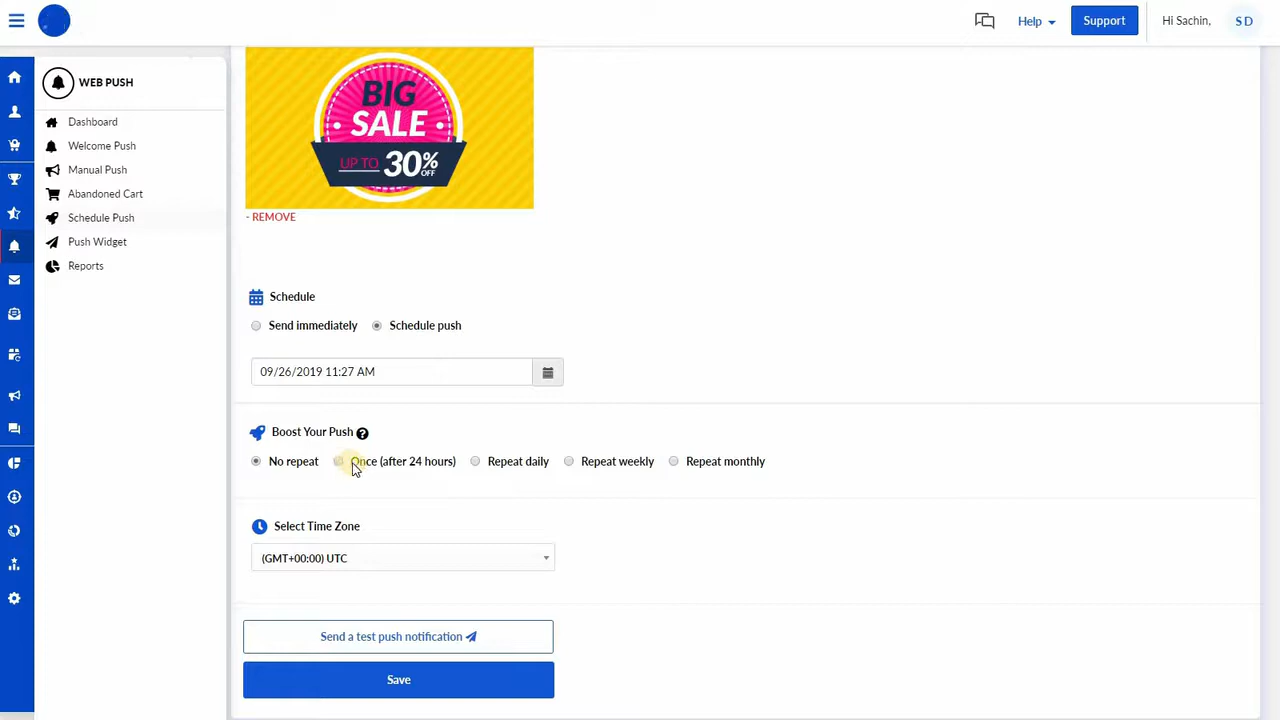 Help
Support
Hi Sachin,
S D
WEB PUSH
Dashboard
Welcome Push
Manual Push
Abandoned Cart
Schedule Push
Push Widget
Reports
BIG
SALE
UP TO 30% OFF
- REMOVE
Schedule
Send immediately
Schedule push
09/26/2019 11:27 AM
Boost Your Push ?
No repeat
Once (after 24 hours)
Repeat daily
Repeat weekly
Repeat monthly
Select Time Zone
(GMT+00:00) UTC
Send a test push notification
Save